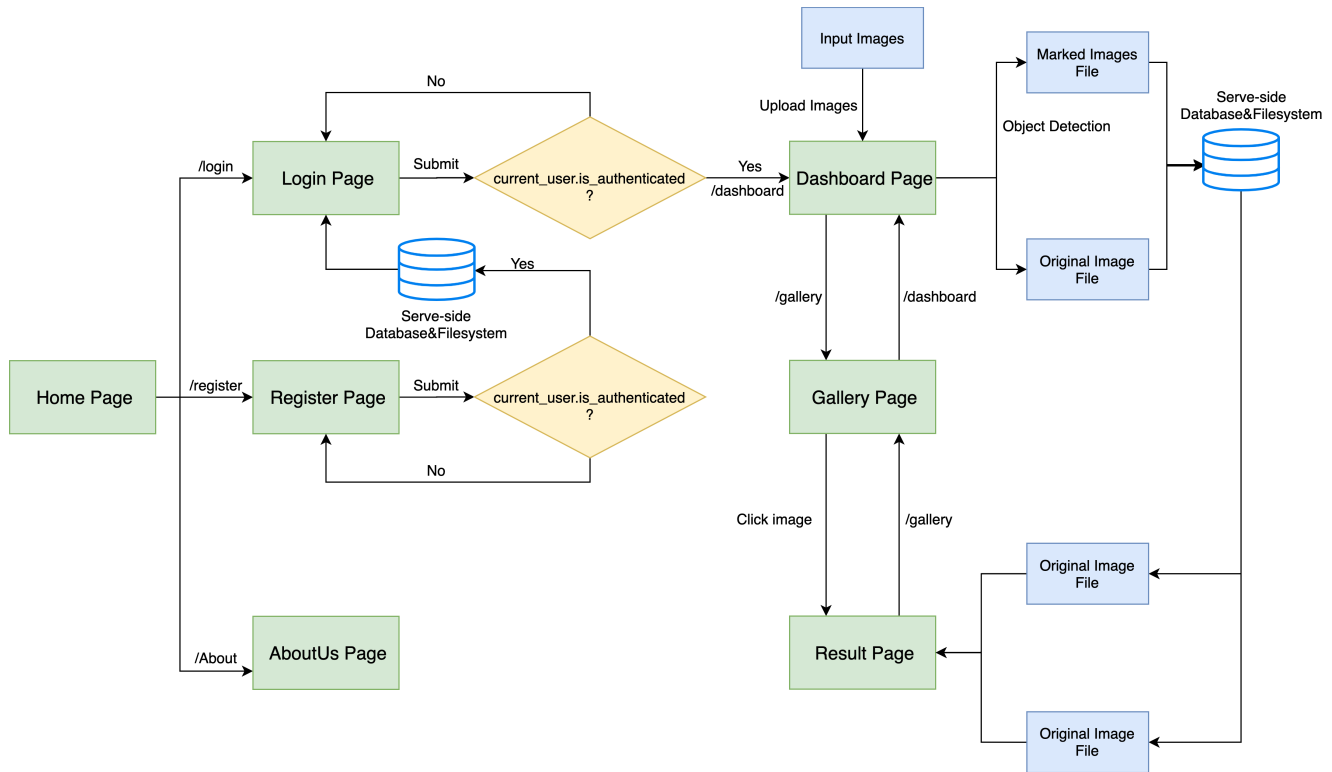 Input Images
Marked Images
File
Serve-side
Database&Filesystem
No
Upload Images
Object Detection
/login
Login Page
Submit
current_user.is_authenticated
?
Yes
/dashboard
Dashboard Page
Yes
Original Image
File
/gallery
/dashboard
Serve-side
Database&Filesystem
Home Page
/register
Register Page
Submit
current_user.is_authenticated
?
Gallery Page
No
Click image
/gallery
Original Image
File
/About
AboutUs Page
Result Page
Original Image
File